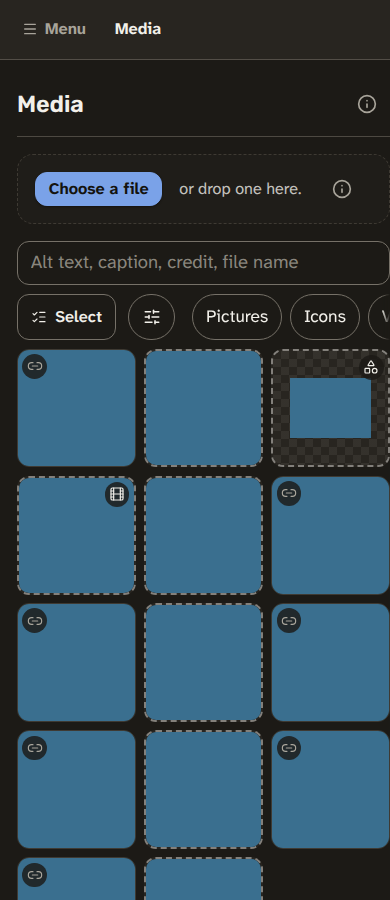 Menu Media
Media
Choose a file or drop one here.
Alt text, caption, credit, file name
Select Pictures Icons